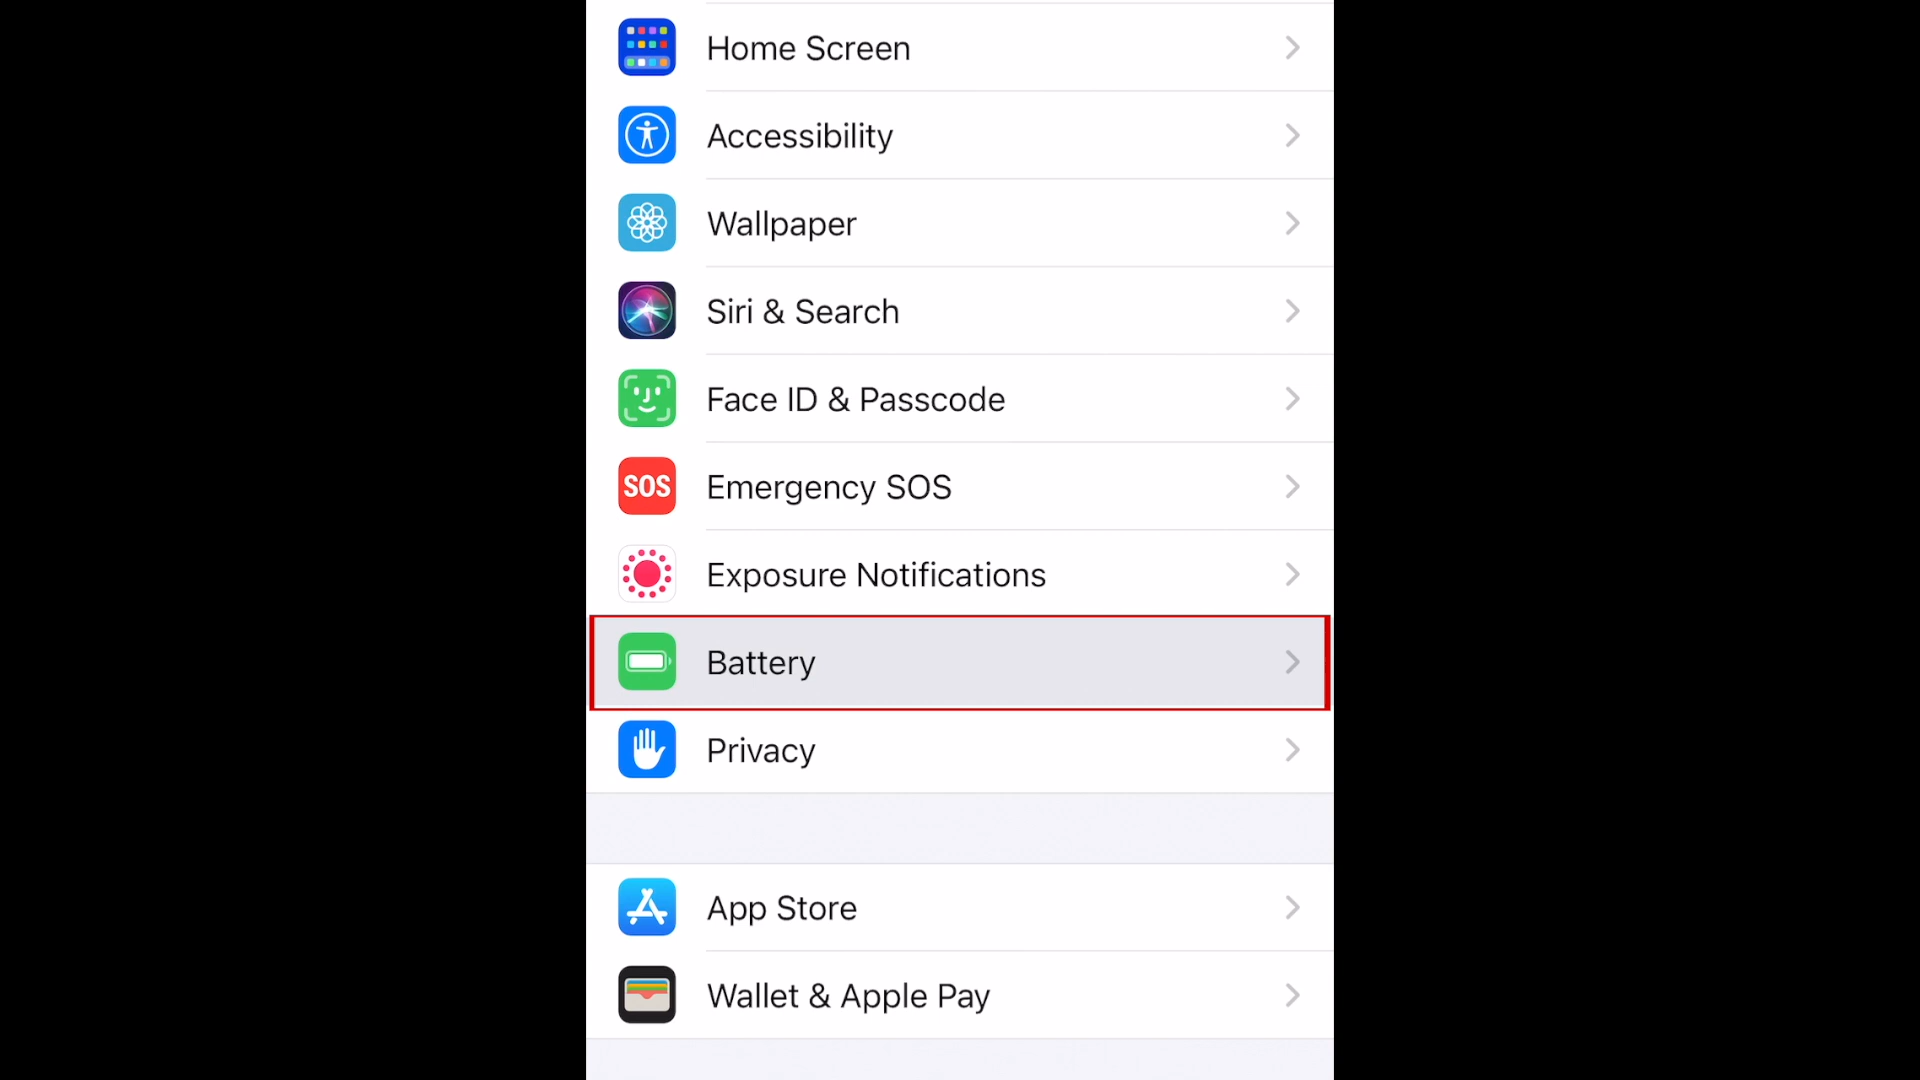 Home Screen
Accessibility
Wallpaper
Siri & Search
Face ID & Passcode
SOS Emergency SOS
Exposure Notifications
Battery
Privacy
App Store
Wallet & Apple Pay